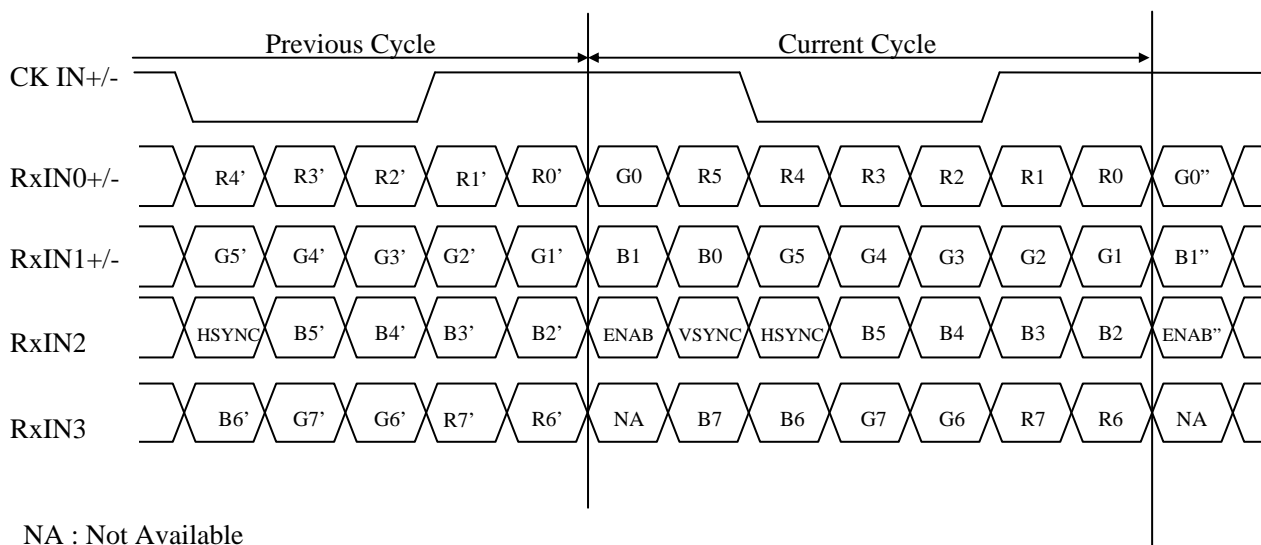 Previous Cycle Current Cycle
CK IN+/-
RxIN0+/- R4’ R3’ R2’ R1’ R0’ G0 R5 R4 R3 R2 R1 R0 G0”
RxIN1+/- G5’ G4’ G3’ G2’ G1’ B1 B0 G5 G4 G3 G2 G1 B1”
RxIN2 HSYNC B5’ B4’ B3’ B2’ ENAB VSYNC HSYNC B5 B4 B3 B2 ENAB”
RxIN3 B6’ G7’ G6’ R7’ R6’ NA B7 B6 G7 G6 R7 R6 NA
NA : Not Available